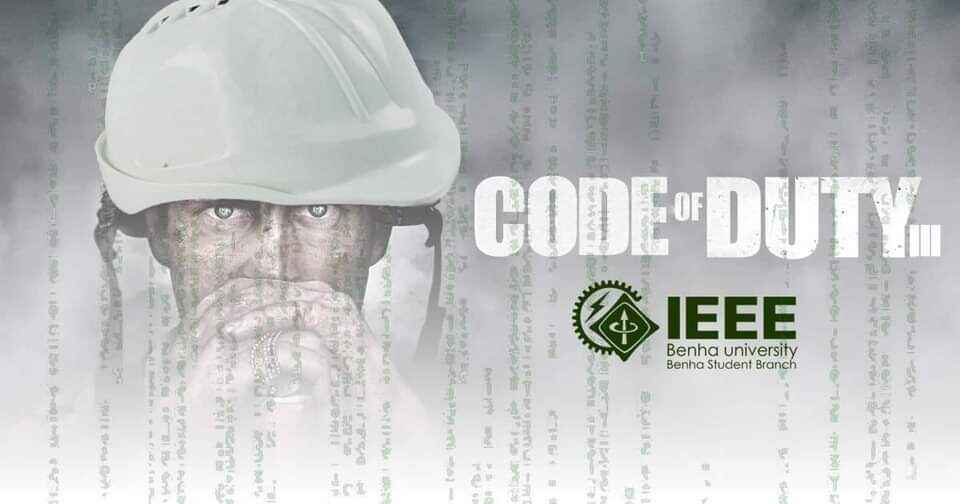 CODE OF DUTY III
IEEE
Benha university
Benha Student Branch